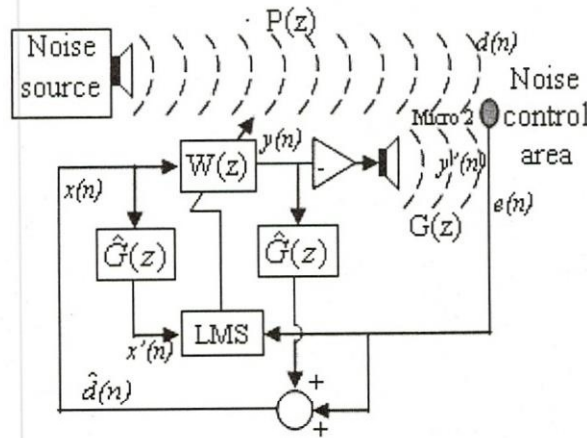 P(z)
d(n)
Noise
source
Noise
control
area
Micro 2
y(n)
W(z)
-
y'(n)
G(z)
e(n)
x(n)
Ĝ(z)
Ĝ(z)
x'(n)
LMS
d̂(n)
+
+